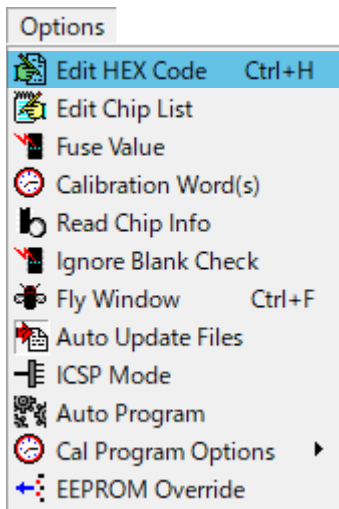 Options
Edit HEX Code Ctrl+H
Edit Chip List
Fuse Value
Calibration Word(s)
Read Chip Info
Ignore Blank Check
Fly Window Ctrl+F
Auto Update Files
ICSP Mode
Auto Program
Cal Program Options
EEPROM Override